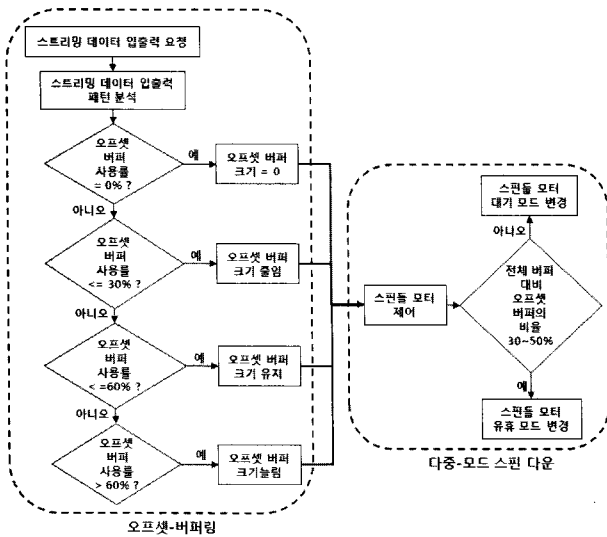 스트리밍 데이터 입출력 요청
스트리밍 데이터 입출력
패턴 분석
오프셋
버퍼
사용률
= 0% ?
예
오프셋 버퍼
크기 = 0
아니오
오프셋
버퍼
사용률
<= 30% ?
예
오프셋 버퍼
크기 줄임
아니오
오프셋
버퍼
사용률
< =60% ?
예
오프셋 버퍼
크기 유지
아니오
오프셋
버퍼
사용률
> 60% ?
예
오프셋 버퍼
크기늘림
오프셋-버퍼링
스핀들 모터
제어
스핀들 모터
대기 모드 변경
아니오
전체 버퍼
대비
오프셋
버퍼의
비율
30~50%
예
스핀들 모터
유휴 모드 변경
다중-모드 스핀 다운